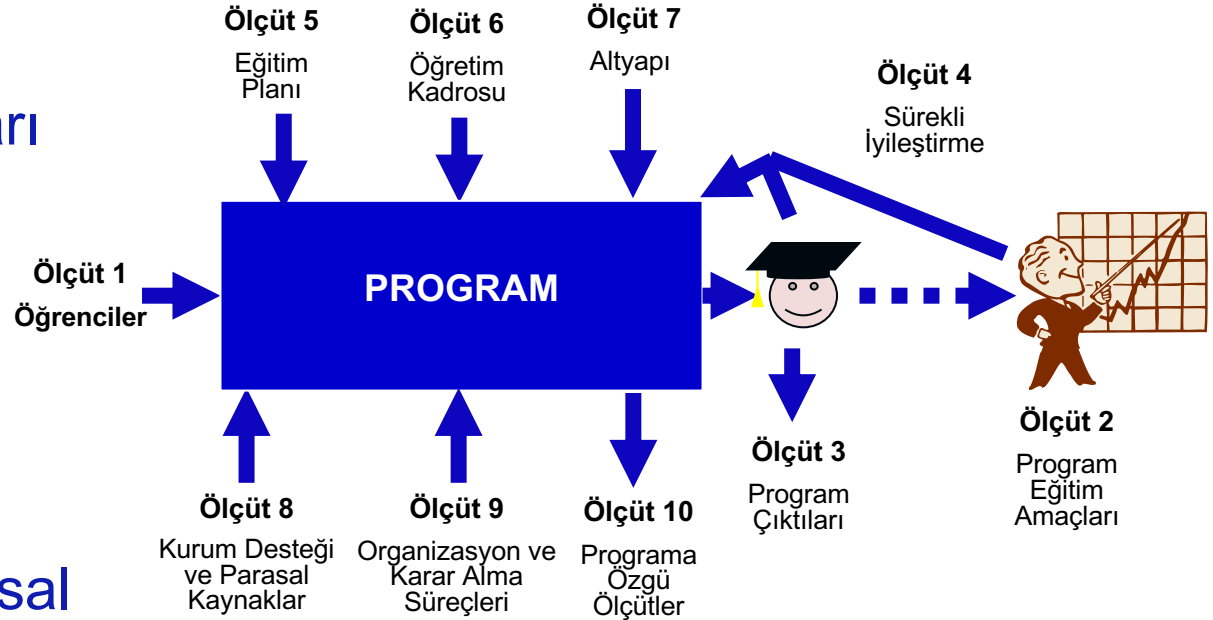 Ölçüt 5
Eğitim
Planı
Ölçüt 6
Öğretim
Kadrosu
Ölçüt 7
Altyapı
Ölçüt 4
Sürekli
İyileştirme
arı
Ölçüt 1
Öğrenciler
PROGRAM
Ölçüt 2
Program
Eğitim
Amaçları
Ölçüt 3
Program
Çıktıları
Ölçüt 8
Kurum Desteği
ve Parasal
Kaynaklar
Ölçüt 9
Organizasyon ve
Karar Alma
Süreçleri
Ölçüt 10
Programa
Özgü
Ölçütler
sal